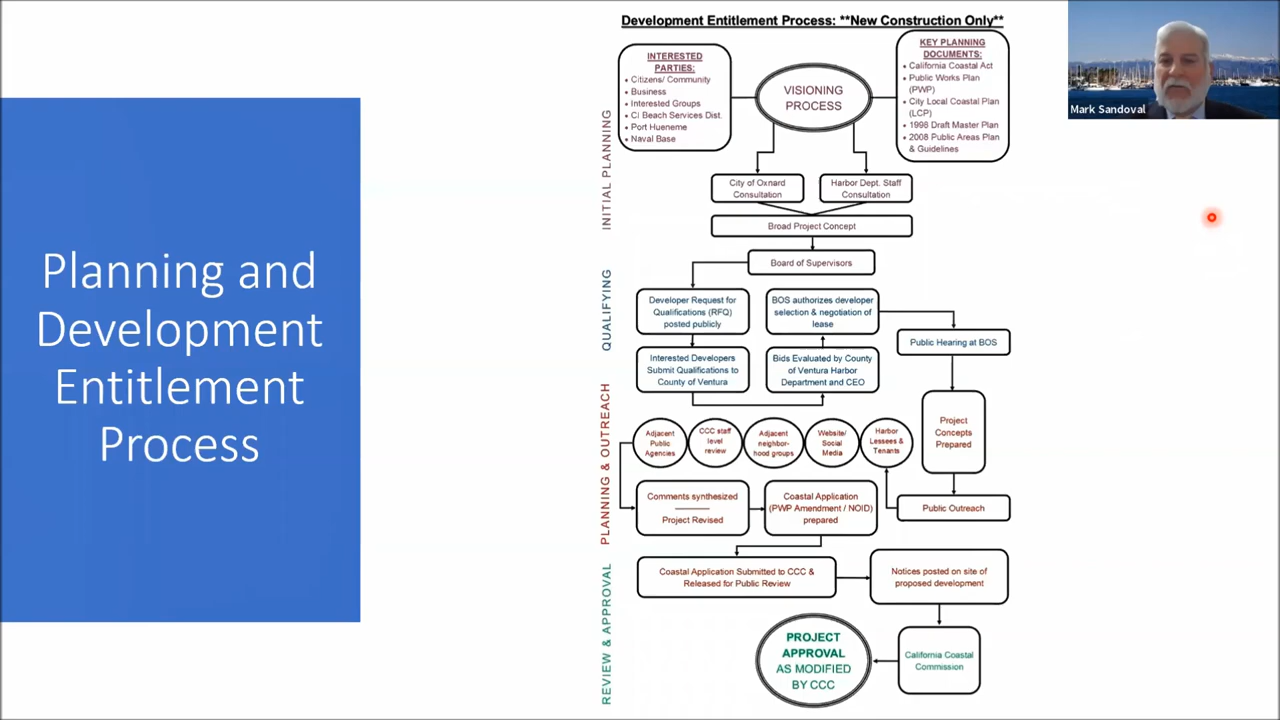 Planning and
Development
Entitlement
Process
Development Entitlement Process: **New Construction Only**
INITIAL PLANNING
INTERESTED
PARTIES:
• Citizens/ Community
• Business
• Interested Groups
• CI Beach Services Dist.
• Port Hueneme
• Naval Base
VISIONING
PROCESS
KEY PLANNING
DOCUMENTS:
• California Coastal Act
• Public Works Plan
(PWP)
• City Local Coastal Plan
(LCP)
• 1996 Draft Master Plan
• 2008 Public Areas Plan
& Guidelines
City of Oxnard
Consultation
Harbor Dept. Staff
Consultation
Broad Project Concept
Board of Supervisors
QUALIFYING
Developer Request for
Qualifications (RFQ)
posted publicly
BOS authorizes developer
selection & negotiation of
lease
Public Hearing at BOS
Interested Developers
Submit Qualifications to
County of Ventura
Bids Evaluated by County
of Ventura Harbor
Department and CEO
PLANNING & OUTREACH
Project
Concepts
Prepared
Adjacent
Public
Agencies
CCC staff
level
review
Adjacent
neighbor-
hood groups
Website/
Social
Media
Harbor
Lessees &
Tenants
Comments synthesized
Project Revised
Coastal Application
(PWP Amendment / NOID)
prepared
Public Outreach
REVIEW & APPROVAL
Coastal Application Submitted to CCC &
Released for Public Review
Notices posted on site of
proposed development
PROJECT
APPROVAL
AS MODIFIED
BY CCC
California Coastal
Commission
Mark Sandoval